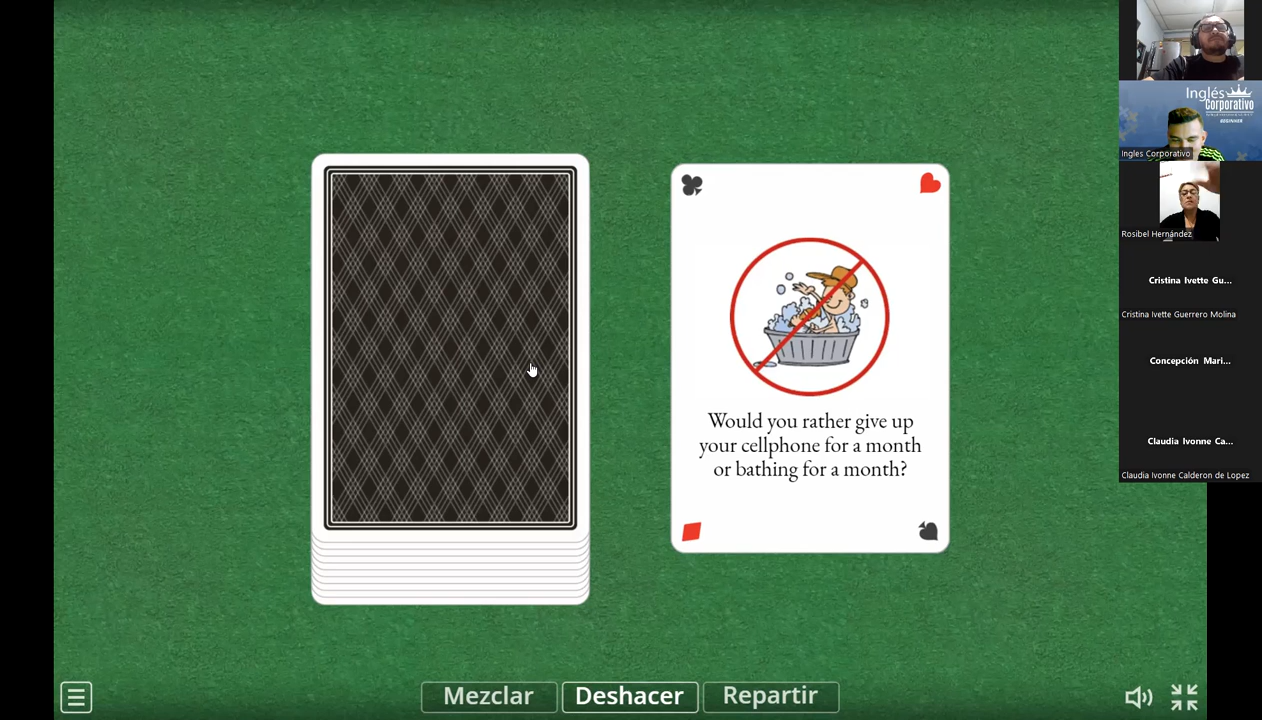 Would you rather give up
your cellphone for a month
or bathing for a month?
Mezclar
Deshacer
Repartir
Inglés
Corporativo
BEGINNER
Ingles Corporativo
Rosibel Hernández
Cristina Ivette Gu...
Cristina Ivette Guerrero Molina
Concepción Mari...
Claudia Ivonne Ca...
Claudia Ivonne Calderon de Lopez